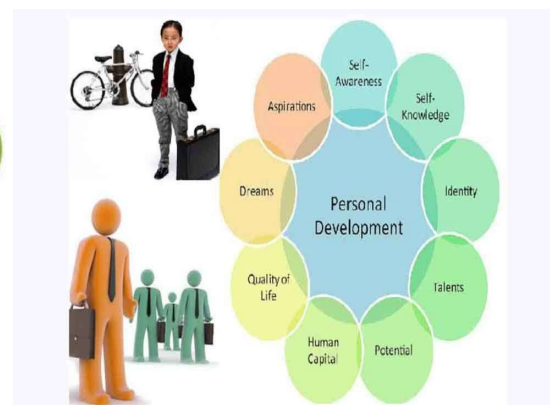 Self-
Awareness
Self-
Knowledge
Identity
Talents
Potential
Human
Capital
Quality of
Life
Dreams
Aspirations
Personal
Development